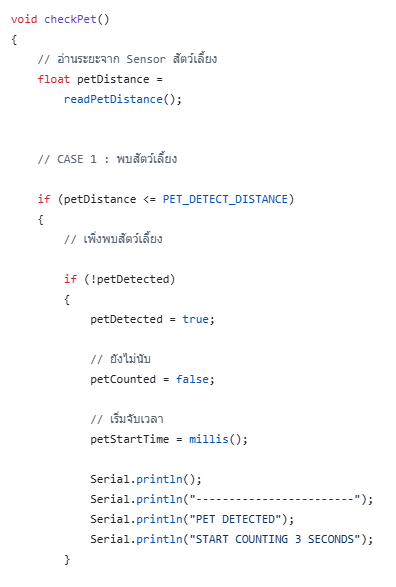 void checkPet()
{
// อ่านระยะจาก Sensor สัตว์เลี้ยง
float petDistance =
readPetDistance();
// CASE 1 : พบสัตว์เลี้ยง
if (petDistance <= PET_DETECT_DISTANCE)
{
// เพิ่งพบสัตว์เลี้ยง
if (!petDetected)
{
petDetected = true;
// ยังไม่นับ
petCounted = false;
// เริ่มจับเวลา
petStartTime = millis();
Serial.println();
Serial.println("------------------------");
Serial.println("PET DETECTED");
Serial.println("START COUNTING 3 SECONDS");
}